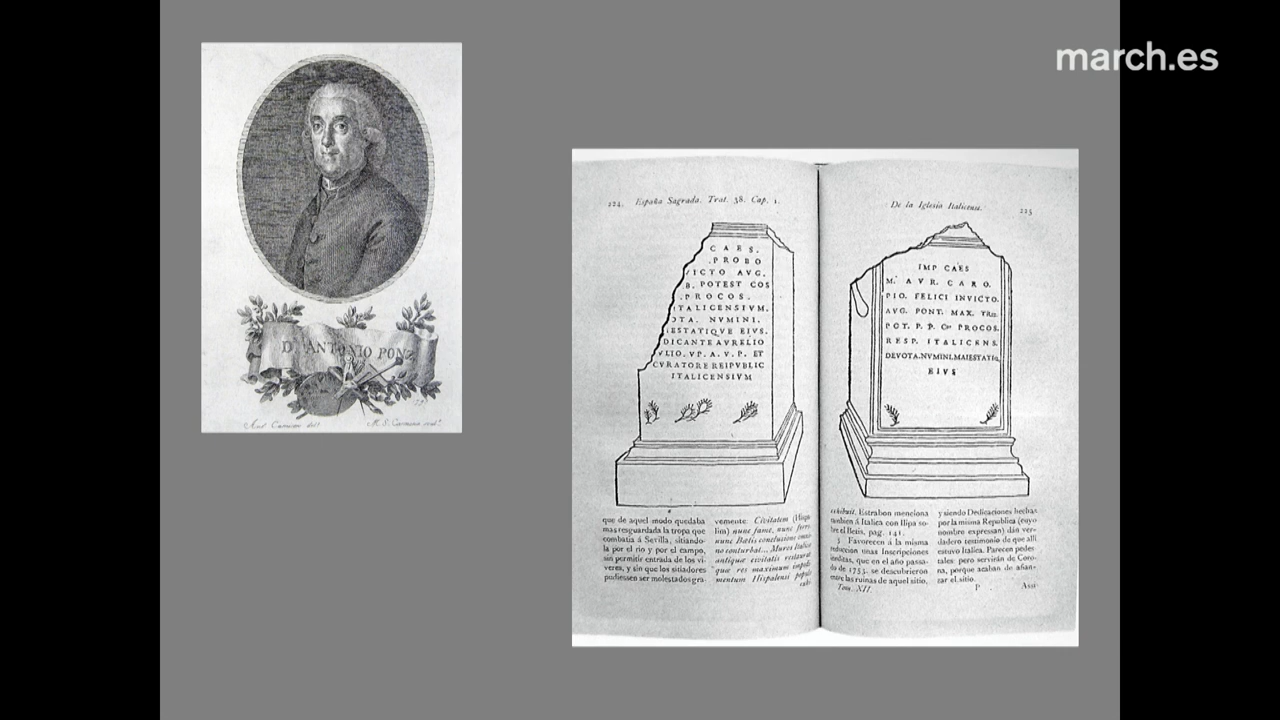 march.es
D. ANTONIO PONZ
224. España Sagrada. Trat. 38. Cap. 1.
CAES.
.PROBO
VICTO AVG.
B. POTEST COS
.PROCOS.
ITALICENSIVM.
OTA. NVMINI.
IESTATIQVE EIVS.
DICANTE AVRELIO
VLIO. VP. A. V. P. ET
CVRATORE REIPVBLIC
ITALICENSIVM
que de aquel modo quedaba
mas resguardada la tropa que
combatia á Sevilla, sitiando-
la por el rio y por el campo,
sin permitir entrada de los vi-
veres, y sin que los sitiadores
pudiessen ser molestados gra-
vemente: Civitatem (Hispa
lim) nunc fame, nunc ferro
nunc Bætis conclusione
no conturbat... Muros Italicæ
antiquæ civitatis restaurat
quæ res maximum impedi
mentum Hispalensi populo
De la Iglesia Italicense. 225
IMP CAES
M. AVR. CARO.
PIO. FELICI INVICTO.
AVG. PONT. MAX. TRIB.
POT. P. P. COS PROCOS.
RESP. ITALICENS.
DEVOTA.NVMINI.MAIESTATIQ.
EIVS
exhibuit. Estrabon menciona
tambien á Italica con Ilipa so-
bre el Betis, pag. 141.
3 Favorecen á la misma
reduccion unas Inscripciones
ineditas, que en el año passa-
do de 1753. se descubrieron
entre las ruinas de aquel sitio,
Tom. XII.
y siendo Dedicaciones hechas
por la misma Republica (cuyo
nombre expressan) dán ver-
dadero testimonio de que alli
estuvo Italica. Parecen pedes-
tales: pero servirán de Coro-
na, porque acaban de afian-
zar el sitio.
P Assi